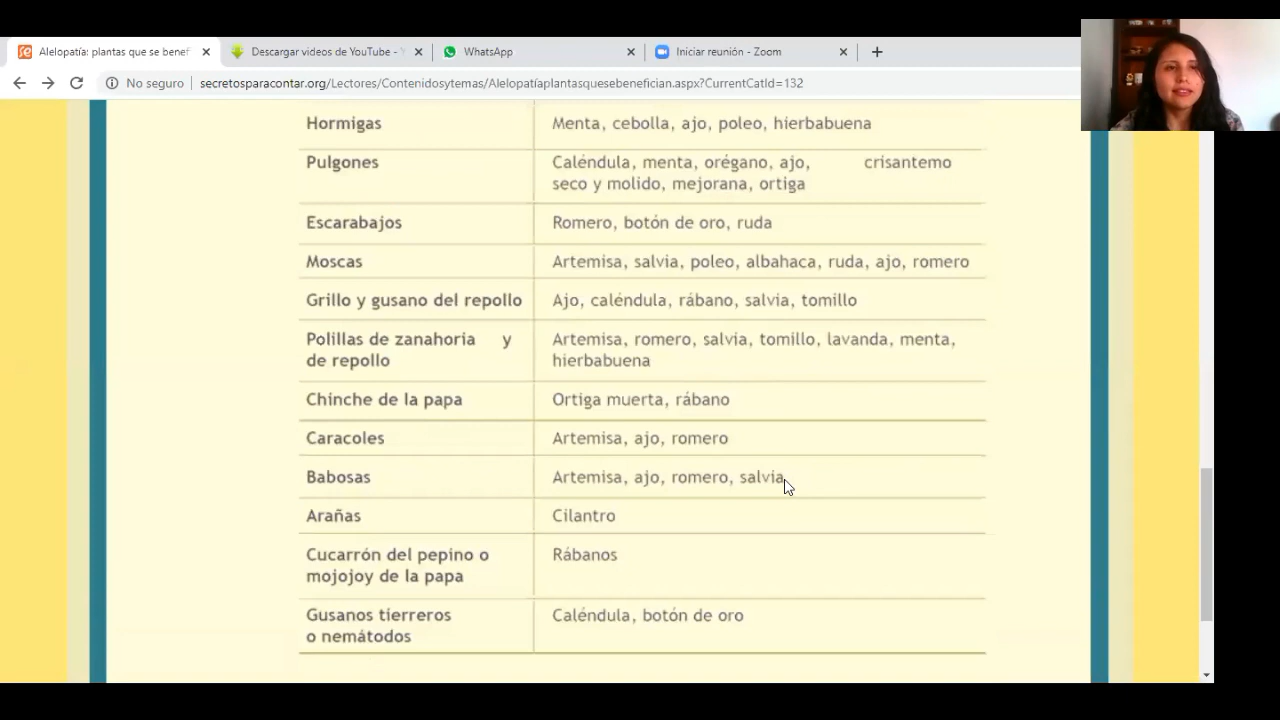 Alelopatía: plantas que se benef
Descargar videos de YouTube - Y
WhatsApp
Iniciar reunión - Zoom
No seguro
secretosparacontar.org/Lectores/Contenidosytemas/Alelopatíaplantasquesebenefician.aspx?CurrentCatId=132
Hormigas
Menta, cebolla, ajo, poleo, hierbabuena
Pulgones
Caléndula, menta, orégano, ajo, crisantemo
seco y molido, mejorana, ortiga
Escarabajos
Romero, botón de oro, ruda
Moscas
Artemisa, salvia, poleo, albahaca, ruda, ajo, romero
Grillo y gusano del repollo
Ajo, caléndula, rábano, salvia, tomillo
Polillas de zanahoria y
de repollo
Artemisa, romero, salvia, tomillo, lavanda, menta,
hierbabuena
Chinche de la papa
Ortiga muerta, rábano
Caracoles
Artemisa, ajo, romero
Babosas
Artemisa, ajo, romero, salvia
Arañas
Cilantro
Cucarrón del pepino o
mojojoy de la papa
Rábanos
Gusanos tierreros
o nemátodos
Caléndula, botón de oro